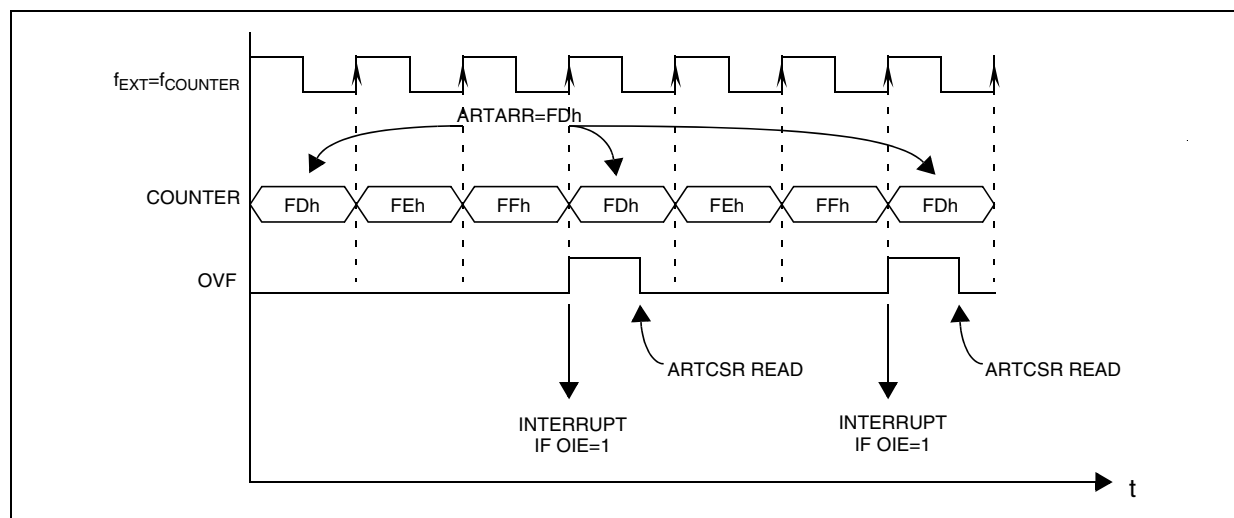 fEXT=fCOUNTER
ARTARR=FDh
COUNTER
FDh FEh FFh FDh FEh FFh FDh
OVF
ARTCSR READ ARTCSR READ
INTERRUPT INTERRUPT
IF OIE=1 IF OIE=1
t